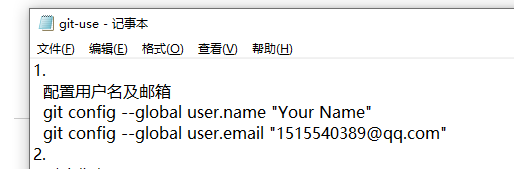 git-use - 记事本
文件(F) 编辑(E) 格式(O) 查看(V) 帮助(H)
1.
配置用户名及邮箱
git config --global user.name "Your Name"
git config --global user.email "1515540389@qq.com"
2.